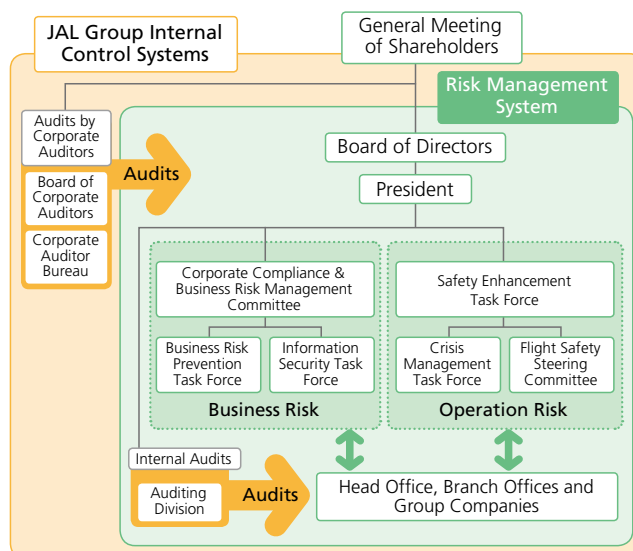 JAL Group Internal
Control Systems
General Meeting
of Shareholders
Risk Management
System
Audits by
Corporate
Auditors
Board of
Corporate
Auditors
Corporate
Auditor
Bureau
Audits
Board of Directors
President
Corporate Compliance &
Business Risk Management
Committee
Business Risk
Prevention
Task Force
Information
Security Task
Force
Business Risk
Safety Enhancement
Task Force
Crisis
Management
Task Force
Flight Safety
Steering
Committee
Operation Risk
Internal Audits
Auditing
Division
Audits
Head Office, Branch Offices and
Group Companies